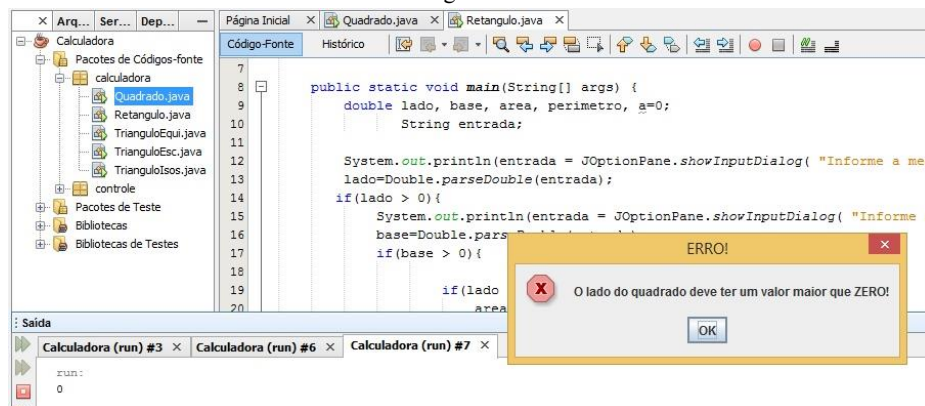 Arq...
Ser...
Dep...
Calculadora
Pacotes de Códigos-fonte
calculadora
Quadrado.java
Retangulo.java
TrianguloEqui.java
TrianguloEsc.java
TrianguloIsos.java
controle
Pacotes de Teste
Bibliotecas
Bibliotecas de Testes
Página Inicial
Quadrado.java
Retangulo.java
Código-Fonte
Histórico
7
8 public static void main(String[] args) {
9 double lado, base, area, perimetro, a=0;
10 String entrada;
11
12 System.out.println(entrada = JOptionPane.showInputDialog( "Informe a me
13 lado=Double.parseDouble(entrada);
14 if(lado > 0){
15 System.out.println(entrada = JOptionPane.showInputDialog( "Informe
16 base=Double.pars
17 if(base > 0){
18
19 if(lado
20 area
ERRO!
O lado do quadrado deve ter um valor maior que ZERO!
OK
Saída
Calculadora (run) #3
Calculadora (run) #6
Calculadora (run) #7
run:
0